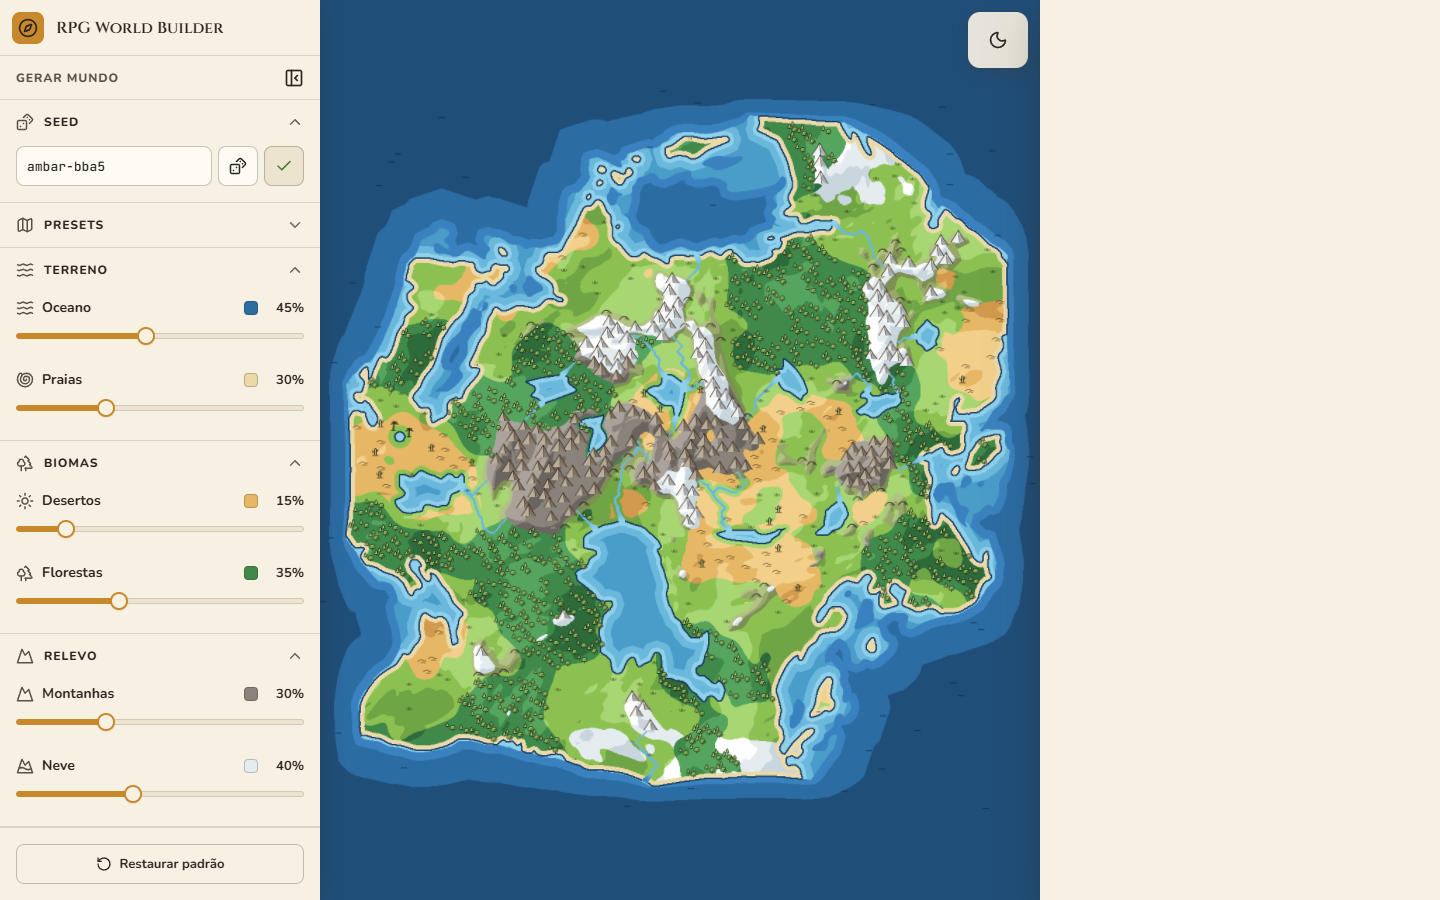 RPG World Builder
GERAR MUNDO
SEED
ambar-bba5
PRESETS
TERRENO
Oceano 45%
Praias 30%
BIOMAS
Desertos 15%
Florestas 35%
RELEVO
Montanhas 30%
Neve 40%
Restaurar padrão